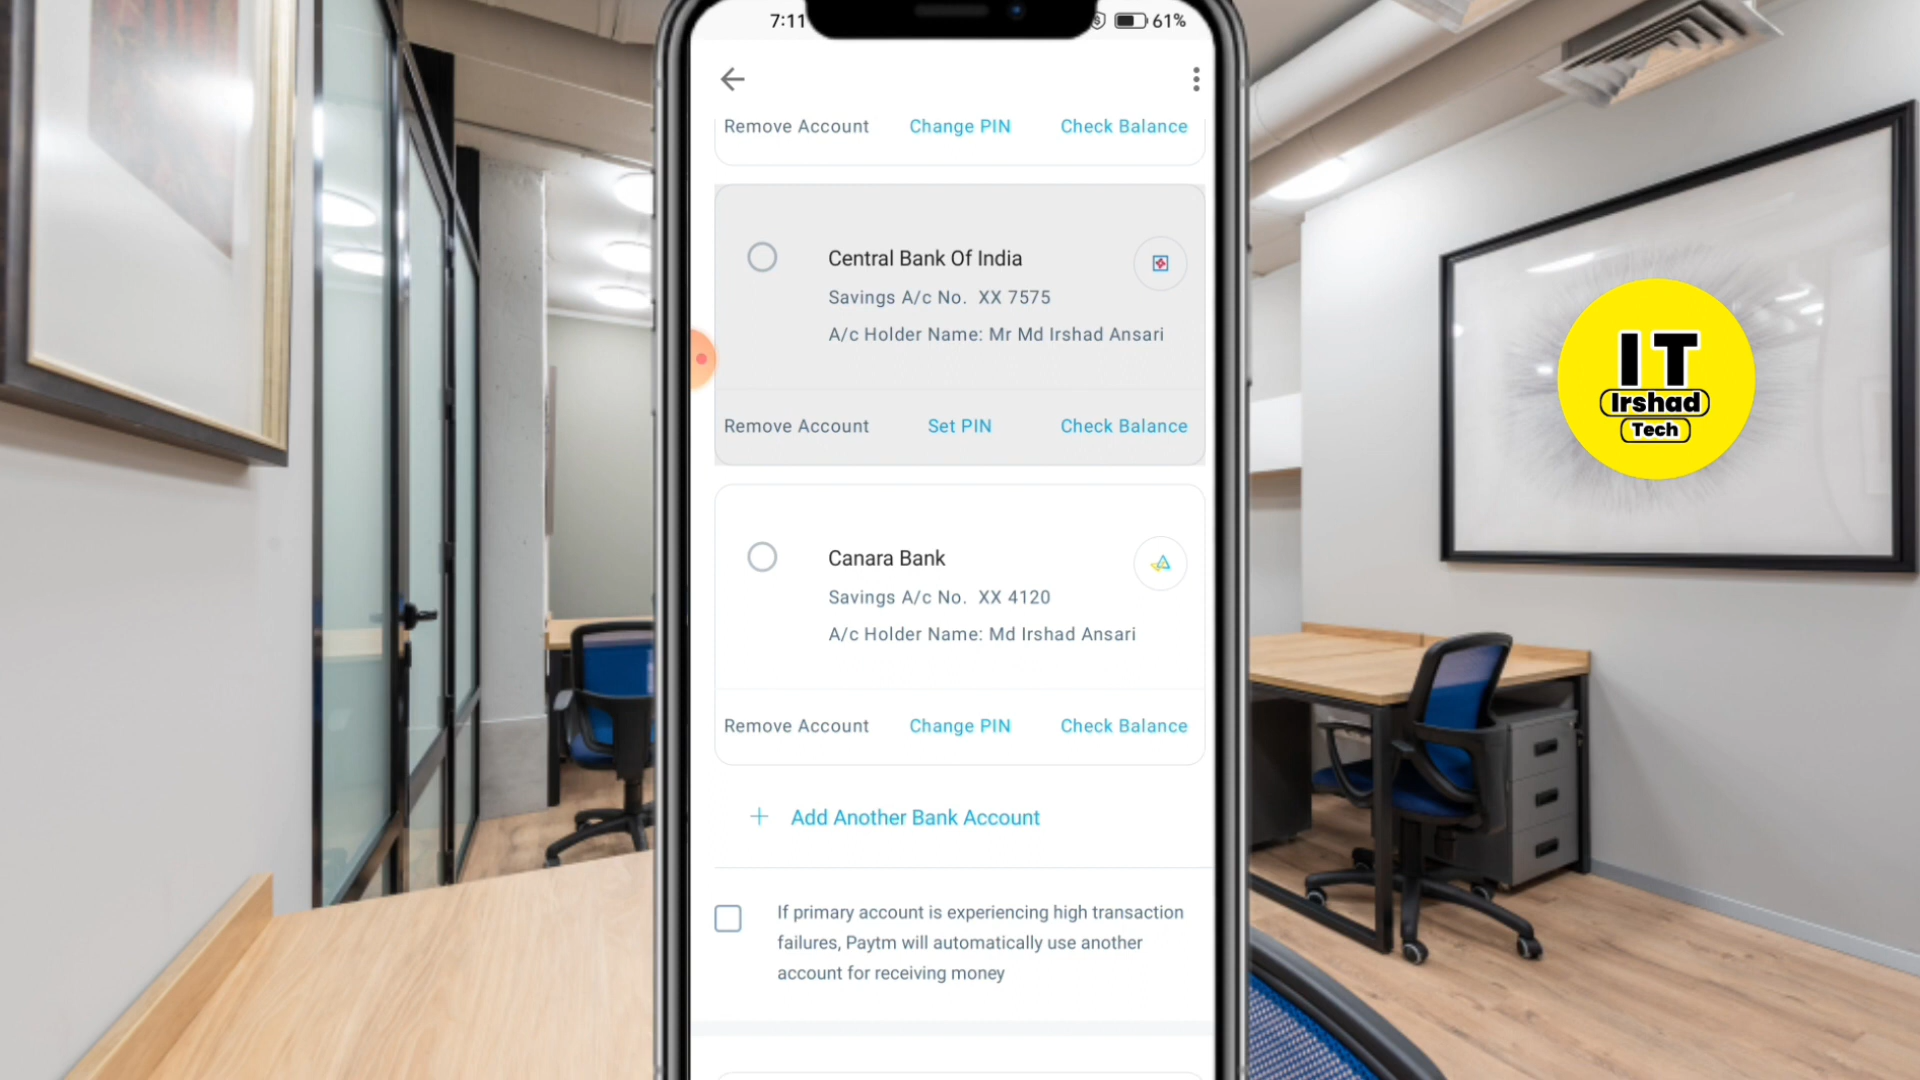 7:11
61%
Remove Account Change PIN Check Balance
Central Bank Of India
Savings A/c No. XX 7575
A/c Holder Name: Mr Md Irshad Ansari
Remove Account Set PIN Check Balance
Canara Bank
Savings A/c No. XX 4120
A/c Holder Name: Md Irshad Ansari
Remove Account Change PIN Check Balance
+ Add Another Bank Account
If primary account is experiencing high transaction
failures, Paytm will automatically use another
account for receiving money
IT
Irshad
Tech